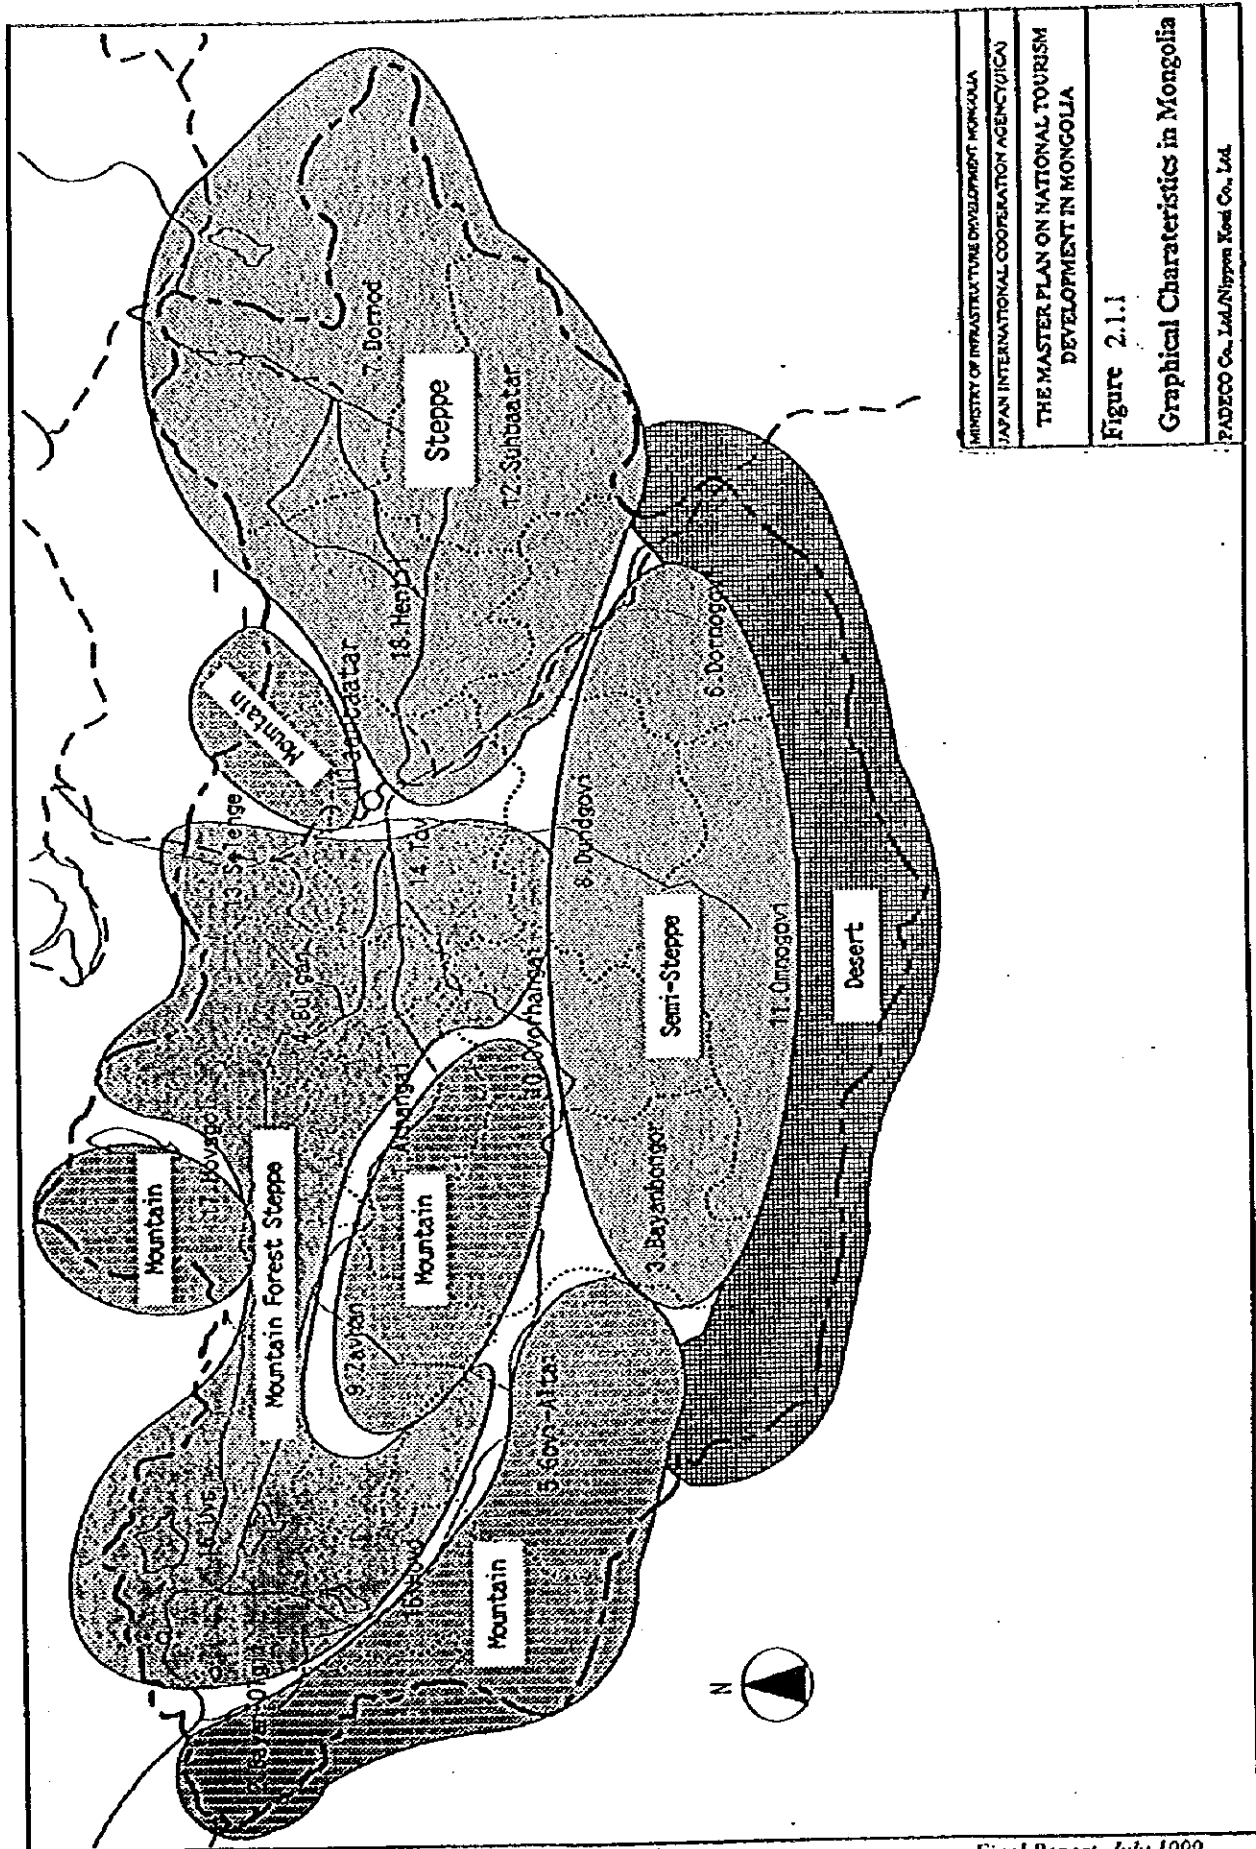 Mountain
17.Hovsgol
Mountain Forest Steppe
4.Bulgan
13.Selenge
Mountain
16.Uvs
9.Zavhan
Mountain
Arhangai
14.Tov
18.Hentii
7.Dornod
Steppe
12.Suhbaatar
10.Ovorhangai
8.Dundgovi
5.Govi-Altai
Mountain
3.Bayanhongor
Semi-Steppe
6.Dornogovi
11.Omnogovi
Desert
N
MINISTRY OF INFRASTRUCTURE DEVELOPMENT MONGOLIA
JAPAN INTERNATIONAL COOPERATION AGENCY(JICA)
THE MASTER PLAN ON NATIONAL TOURISM
DEVELOPMENT IN MONGOLIA
Figure 2.1.1
Graphical Charateristics in Mongolia
PADECO Co., Ltd./Nippon Koei Co., Ltd.
Final Report, July 1999